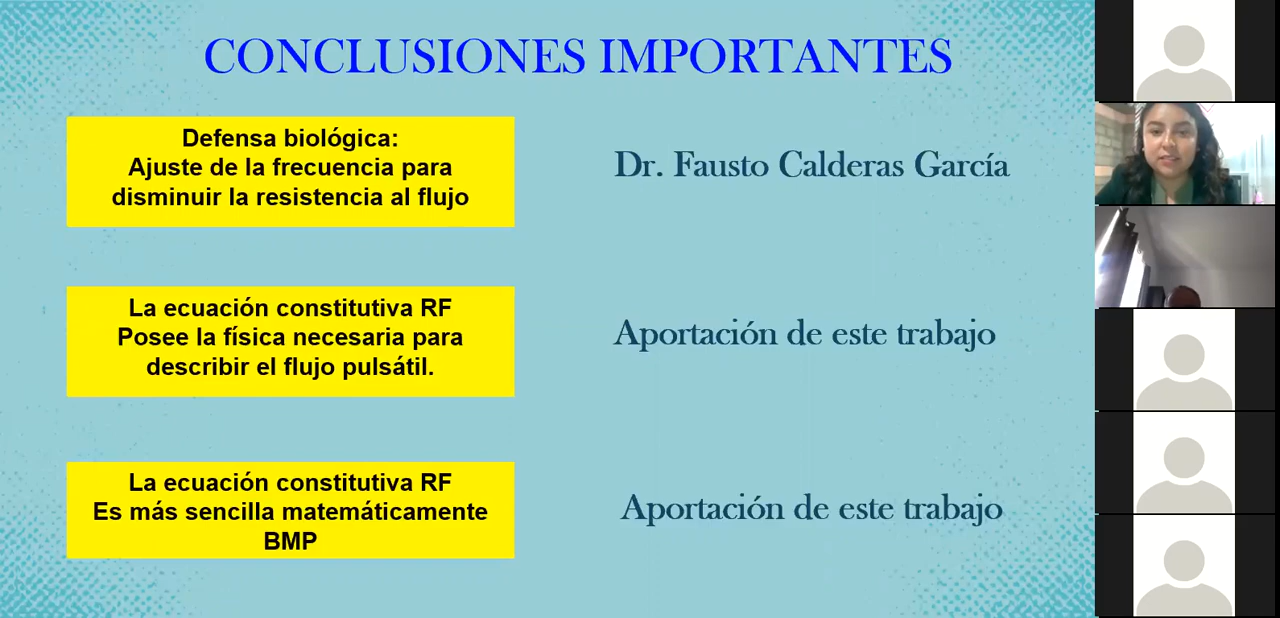 CONCLUSIONES IMPORTANTES
Defensa biológica:
Ajuste de la frecuencia para
disminuir la resistencia al flujo
Dr. Fausto Calderas García
La ecuación constitutiva RF
Posee la física necesaria para
describir el flujo pulsátil.
Aportación de este trabajo
La ecuación constitutiva RF
Es más sencilla matemáticamente
BMP
Aportación de este trabajo